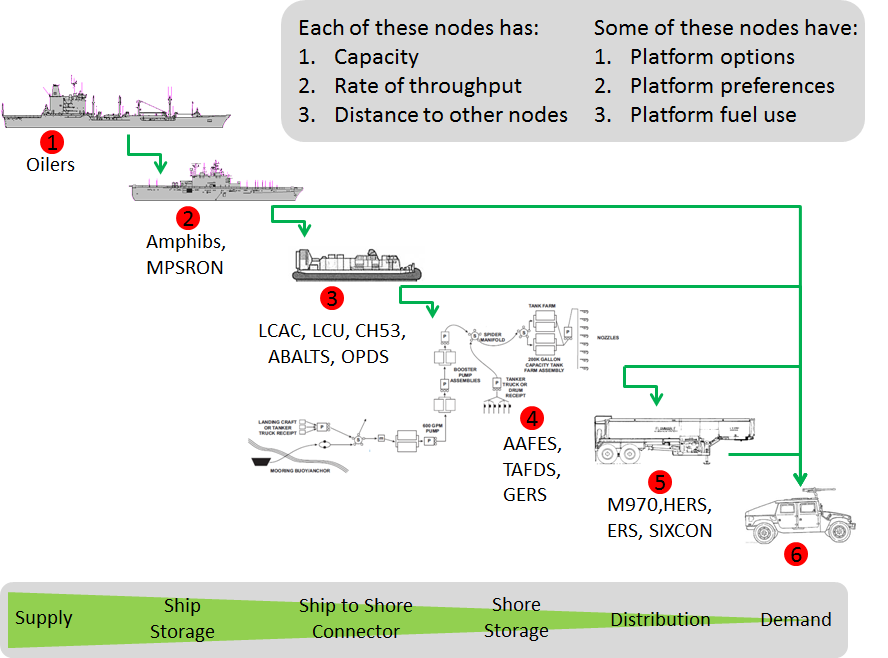 Each of these nodes has:
1. Capacity
2. Rate of throughput
3. Distance to other nodes
Some of these nodes have:
1. Platform options
2. Platform preferences
3. Platform fuel use
1
Oilers
2
Amphibs,
MPSRON
3
LCAC, LCU, CH53,
ABALTS, OPDS
TANK FARM
P
S
SPIDER
MANIFOLD
S
P
NOZZLES
200K GALLON
CAPACITY TANK
FARM ASSEMBLY
BOOSTER
PUMP
ASSEMBLIES
P
P
TANKER
TRUCK OR
DRUM
RECEIPT
LANDING CRAFT
OR TANKER
TRUCK RECEIPT
P
S
600 GPM
PUMP
P
MOORING BUOY/ANCHOR
4
AAFES,
TAFDS,
GERS
FLAMMABLE
5
M970,HERS,
ERS, SIXCON
6
Supply
Ship
Storage
Ship to Shore
Connector
Shore
Storage
Distribution
Demand